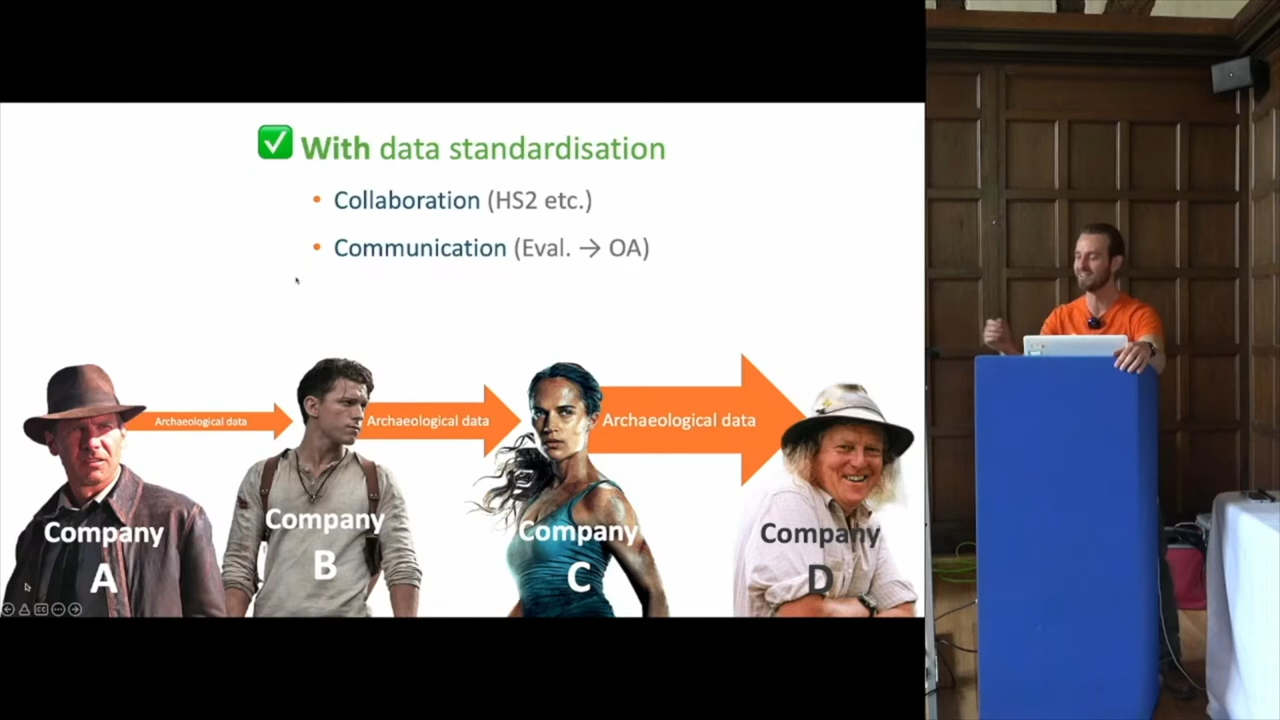 With data standardisation
• Collaboration (HS2 etc.)
• Communication (Eval. → OA)
Archaeological data
Archaeological data
Archaeological data
Company
A
Company
B
Company
C
Company
D
CC